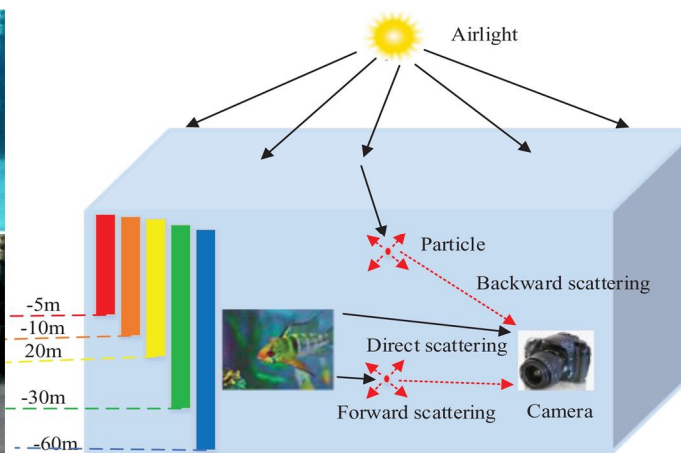 Airlight
Particle
Backward scattering
-5m
-10m
20m
Direct scattering
-30m
Forward scattering
Camera
-60m